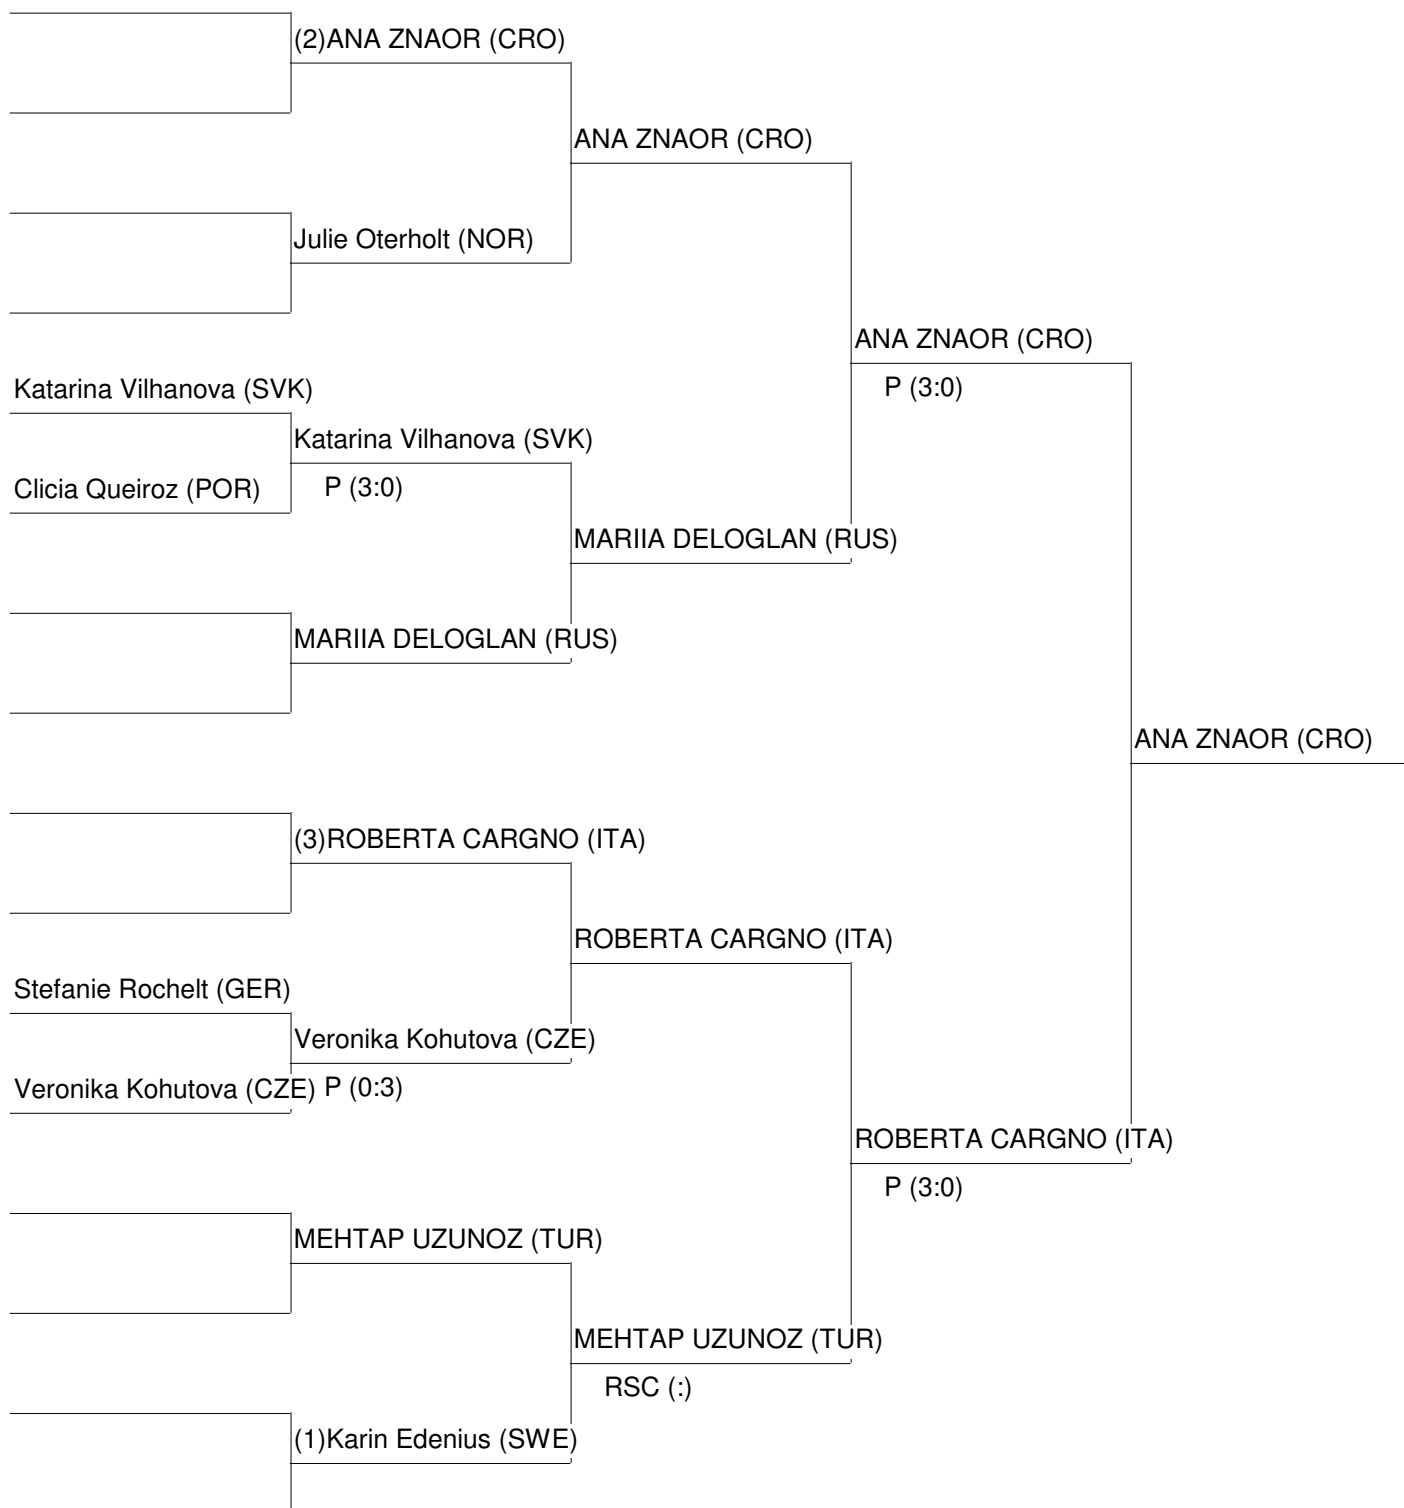 (2)ANA ZNAOR (CRO)
ANA ZNAOR (CRO)
Julie Oterholt (NOR)
ANA ZNAOR (CRO)
P (3:0)
Katarina Vilhanova (SVK)
Katarina Vilhanova (SVK)
P (3:0)
Clicia Queiroz (POR)
MARIIA DELOGLAN (RUS)
MARIIA DELOGLAN (RUS)
ANA ZNAOR (CRO)
(3)ROBERTA CARGNO (ITA)
ROBERTA CARGNO (ITA)
Stefanie Rochelt (GER)
Veronika Kohutova (CZE)
Veronika Kohutova (CZE) P (0:3)
ROBERTA CARGNO (ITA)
P (3:0)
MEHTAP UZUNOZ (TUR)
MEHTAP UZUNOZ (TUR)
RSC (:)
(1)Karin Edenius (SWE)